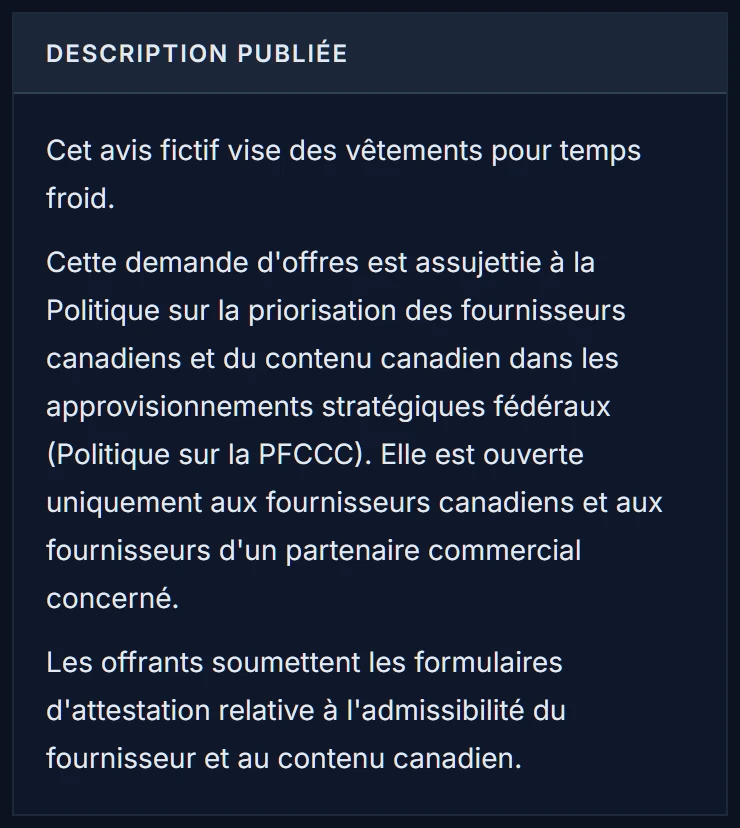 DESCRIPTION PUBLIÉE
Cet avis fictif vise des vêtements pour temps
froid.
Cette demande d'offres est assujettie à la
Politique sur la priorisation des fournisseurs
canadiens et du contenu canadien dans les
approvisionnements stratégiques fédéraux
(Politique sur la PFCCC). Elle est ouverte
uniquement aux fournisseurs canadiens et aux
fournisseurs d'un partenaire commercial
concerné.
Les offrants soumettent les formulaires
d'attestation relative à l'admissibilité du
fournisseur et au contenu canadien.